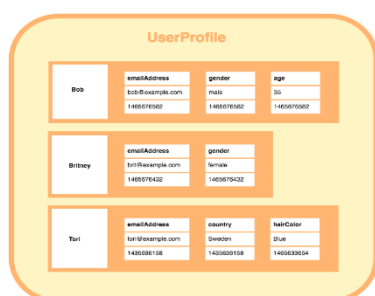 UserProfile
Bob
emailAddress gender age
bob@example.com male 35
1465676582 1465676582 1465676582
Britney
emailAddress gender
brit@example.com female
1465676432 1465676432
Tori
emailAddress country hairColor
tori@example.com Sweden Blue
1435636158 1435636158 1465633654